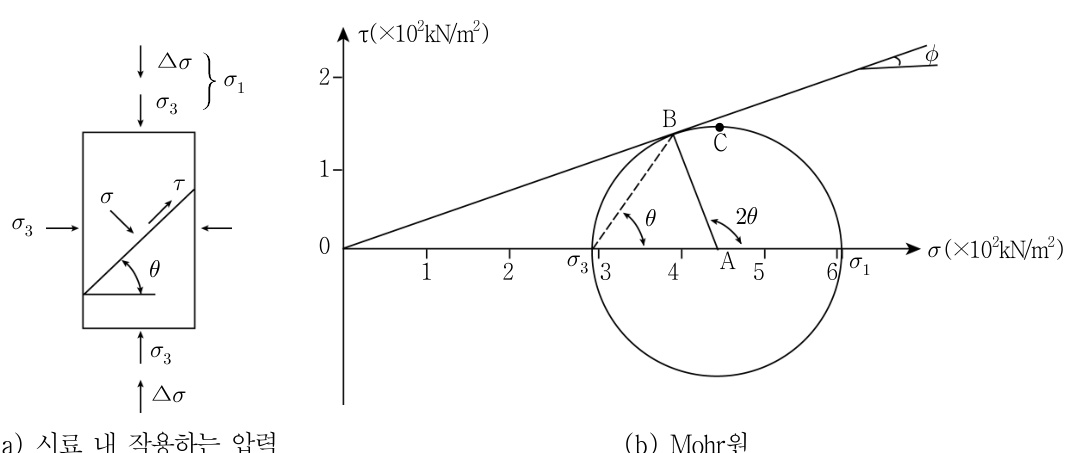 Δσ
σ₃
σ₁
σ
τ
σ₃
θ
σ₃
Δσ
a) 시료 내 작용하는 압력
τ(×10²kN/m²)
2
1
0
B
C
ϕ
θ
2θ
A
σ₃
3
1
2
4
5
6
σ₁
σ(×10²kN/m²)
(b) Mohr원